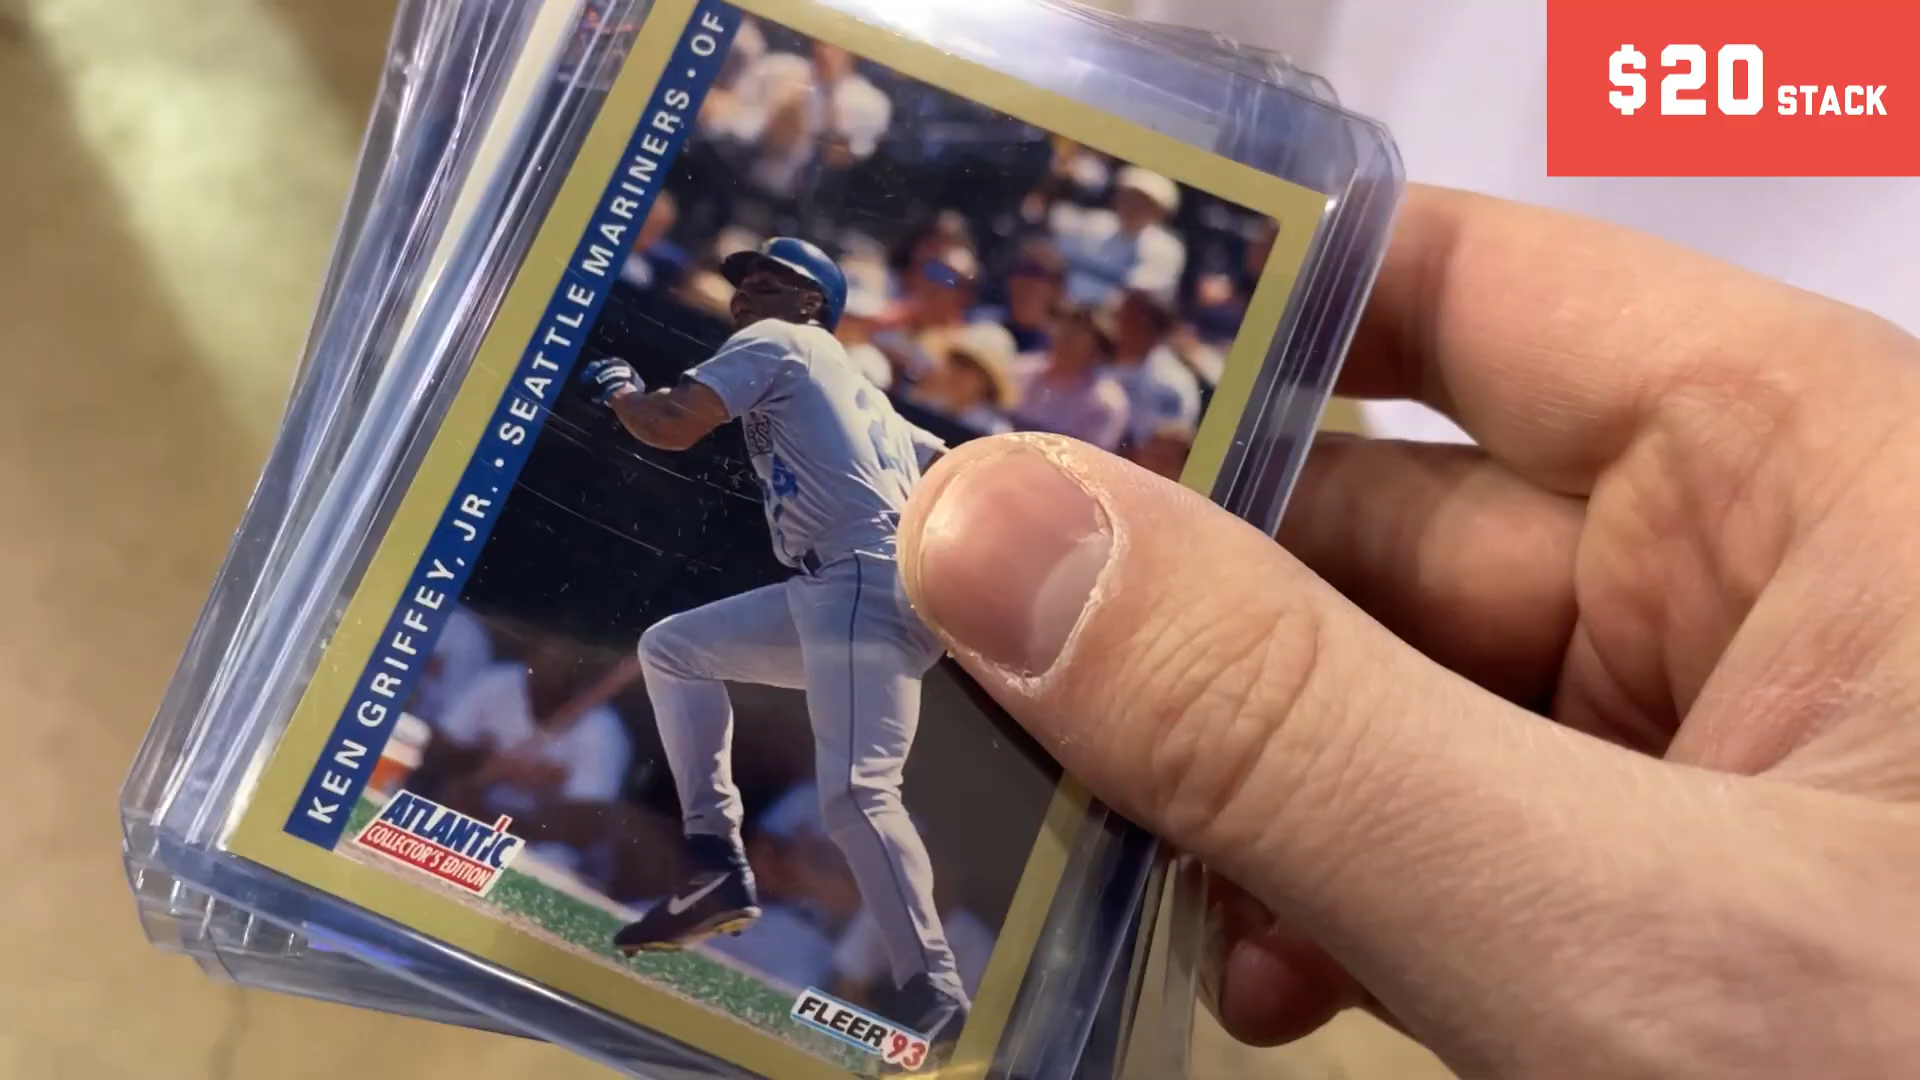 $20 STACK
KEN GRIFFEY, JR. • SEATTLE MARINERS • OF
ATLANTIC
COLLECTOR'S EDITION
FLEER '93